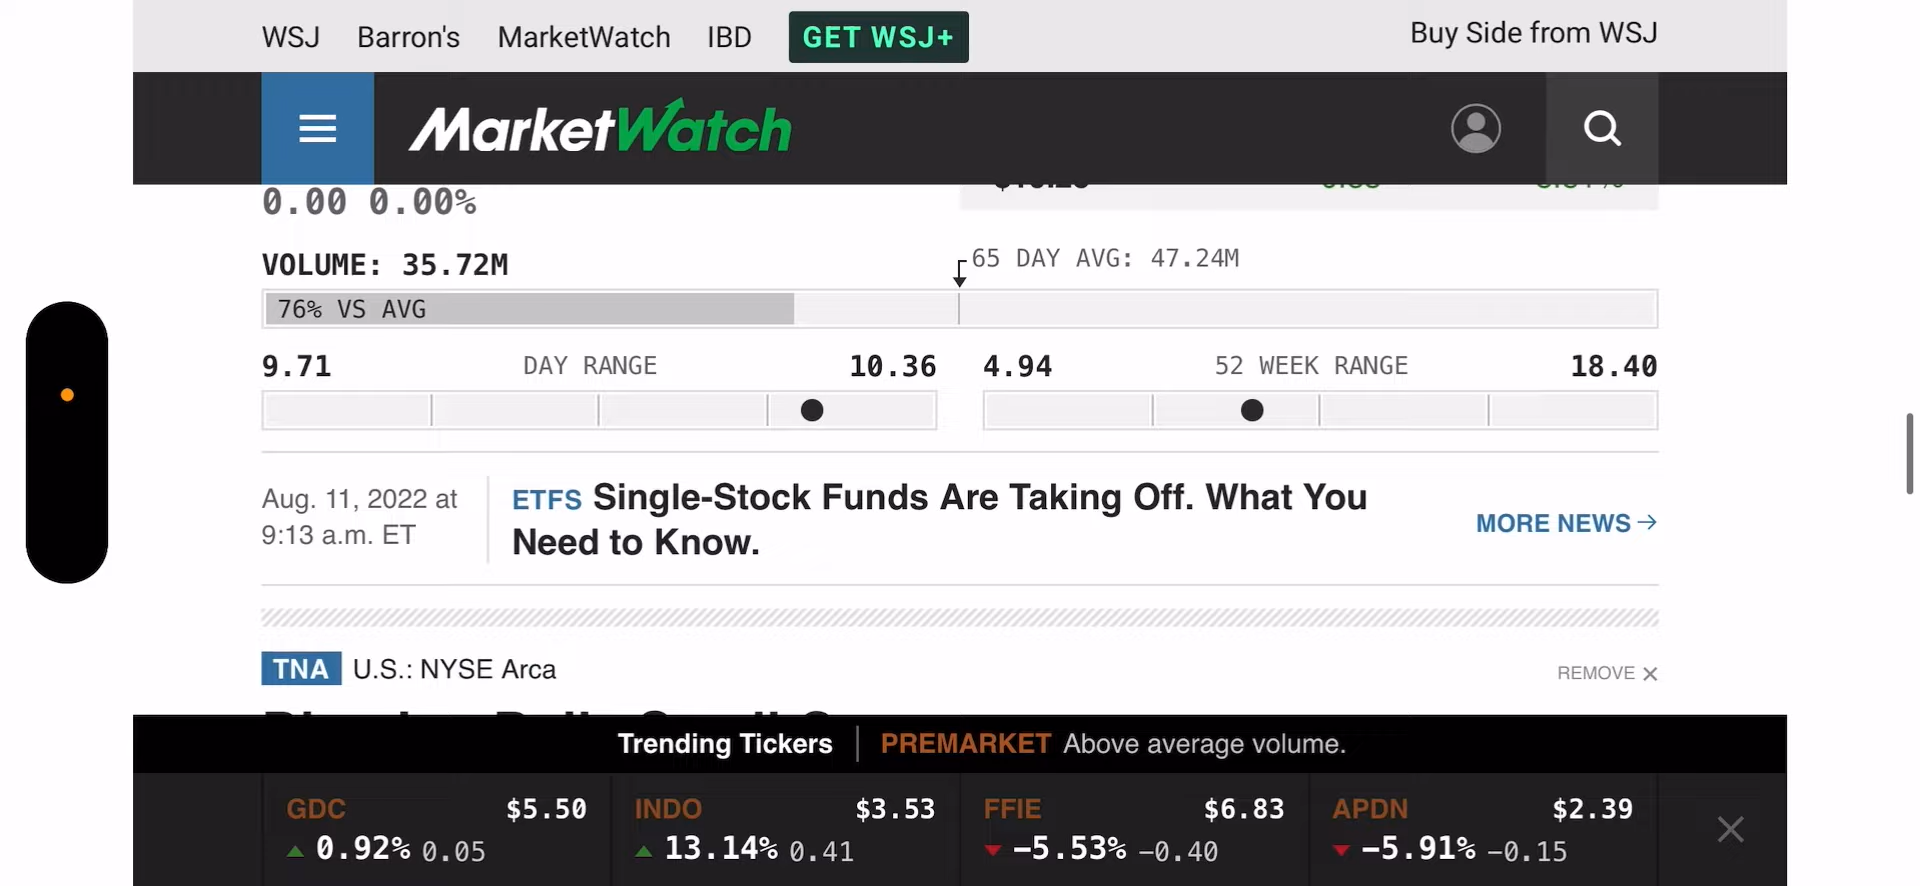 WSJ Barron's MarketWatch IBD GET WSJ+ Buy Side from WSJ
MarketWatch
0.00 0.00%
VOLUME: 35.72M
65 DAY AVG: 47.24M
76% VS AVG
9.71 DAY RANGE 10.36
4.94 52 WEEK RANGE 18.40
Aug. 11, 2022 at
9:13 a.m. ET
ETFS Single-Stock Funds Are Taking Off. What You
Need to Know.
MORE NEWS →
TNA U.S.: NYSE Arca
REMOVE ×
Trending Tickers | PREMARKET Above average volume.
GDC $5.50
▲ 0.92% 0.05
INDO $3.53
▲ 13.14% 0.41
FFIE $6.83
▼ −5.53% −0.40
APDN $2.39
▼ −5.91% −0.15